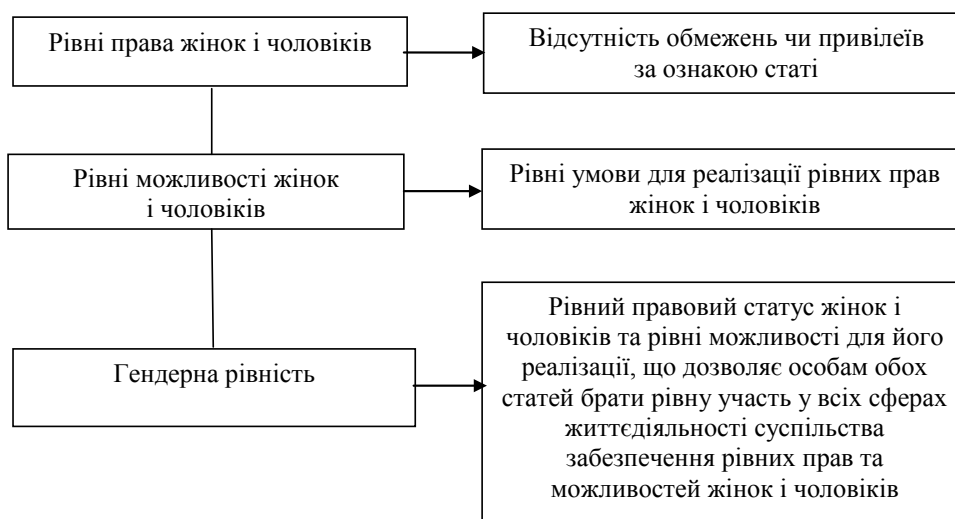 Рівні права жінок і чоловіків
Відсутність обмежень чи привілеїв
за ознакою статі
Рівні можливості жінок
і чоловіків
Рівні умови для реалізації рівних прав
жінок і чоловіків
Гендерна рівність
Рівний правовий статус жінок і
чоловіків та рівні можливості для його
реалізації, що дозволяє особам обох
статей брати рівну участь у всіх сферах
життєдіяльності суспільства
забезпечення рівних прав та
можливостей жінок і чоловіків